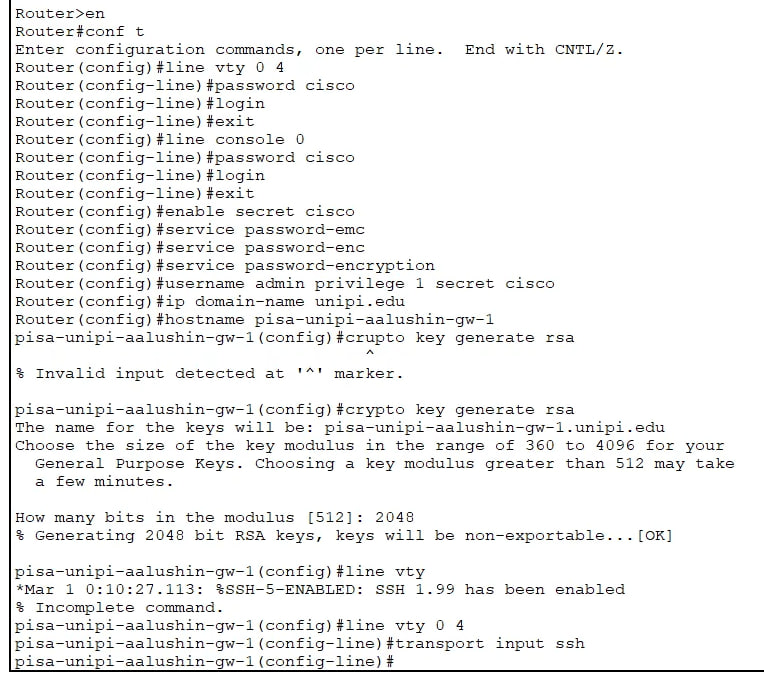 Router>en
Router#conf t
Enter configuration commands, one per line.  End with CNTL/Z.
Router(config)#line vty 0 4
Router(config-line)#password cisco
Router(config-line)#login
Router(config-line)#exit
Router(config)#line console 0
Router(config-line)#password cisco
Router(config-line)#login
Router(config-line)#exit
Router(config)#enable secret cisco
Router(config)#service password-emc
Router(config)#service password-enc
Router(config)#service password-encryption
Router(config)#username admin privilege 1 secret cisco
Router(config)#ip domain-name unipi.edu
Router(config)#hostname pisa-unipi-aalushin-gw-1
pisa-unipi-aalushin-gw-1(config)#crupto key generate rsa
^
% Invalid input detected at '^' marker.
pisa-unipi-aalushin-gw-1(config)#crypto key generate rsa
The name for the keys will be: pisa-unipi-aalushin-gw-1.unipi.edu
Choose the size of the key modulus in the range of 360 to 4096 for your
General Purpose Keys. Choosing a key modulus greater than 512 may take
a few minutes.
How many bits in the modulus [512]: 2048
% Generating 2048 bit RSA keys, keys will be non-exportable...[OK]
pisa-unipi-aalushin-gw-1(config)#line vty
*Mar 1 0:10:27.113: %SSH-5-ENABLED: SSH 1.99 has been enabled
% Incomplete command.
pisa-unipi-aalushin-gw-1(config)#line vty 0 4
pisa-unipi-aalushin-gw-1(config-line)#transport input ssh
pisa-unipi-aalushin-gw-1(config-line)#